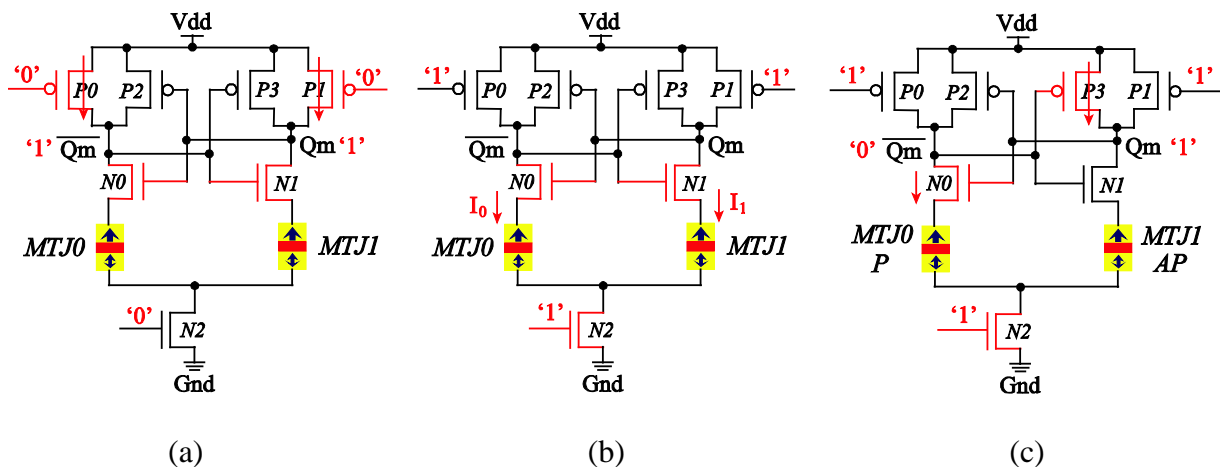 Vdd
‘0’ P0 P2 P3 P1 ‘0’
‘1’ Qm Qm ‘1’
N0 N1
MTJ0 MTJ1
‘0’ N2
Gnd
(a)
Vdd
‘1’ P0 P2 P3 P1 ‘1’
Qm Qm
N0 N1
I0 I1
MTJ0 MTJ1
‘1’ N2
Gnd
(b)
Vdd
‘1’ P0 P2 P3 P1 ‘1’
‘0’ Qm Qm ‘1’
N0 N1
MTJ0 MTJ1
P AP
‘1’ N2
Gnd
(c)